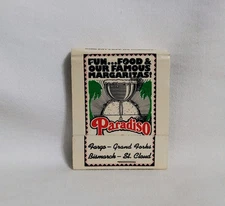 FUN...FOOD &
OUR FAMOUS
MARGARITAS!
Paradiso
Fargo - Grand Forks
Bismarck - St. Cloud